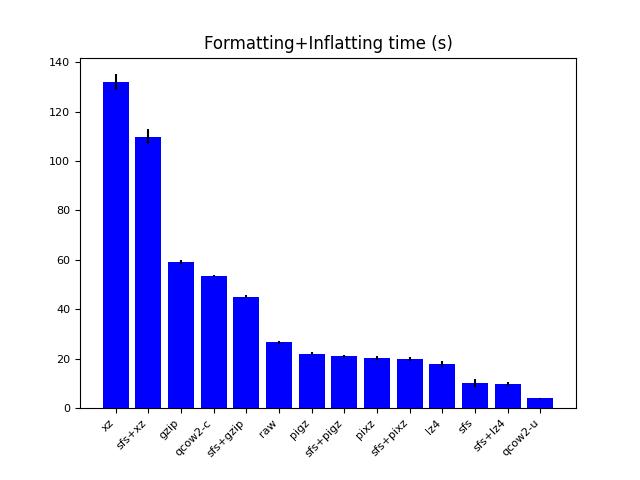 Formatting+Inflatting time (s)
140
120
100
80
60
40
20
0
xz
sfs+xz
gzip
qcow2-c
sfs+gzip
raw
pigz
sfs+pigz
pixz
sfs+pixz
lz4
sfs
sfs+lz4
qcow2-u